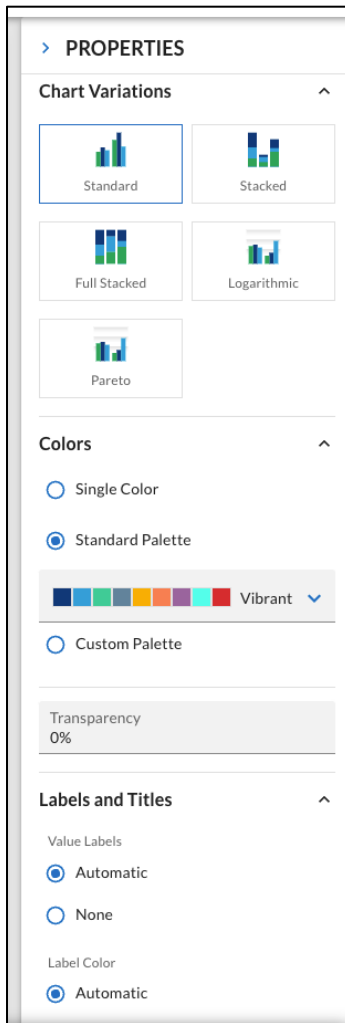 PROPERTIES
Chart Variations
Standard
Stacked
Full Stacked
Logarithmic
Pareto
Colors
Single Color
Standard Palette
Vibrant
Custom Palette
Transparency
0%
Labels and Titles
Value Labels
Automatic
None
Label Color
Automatic